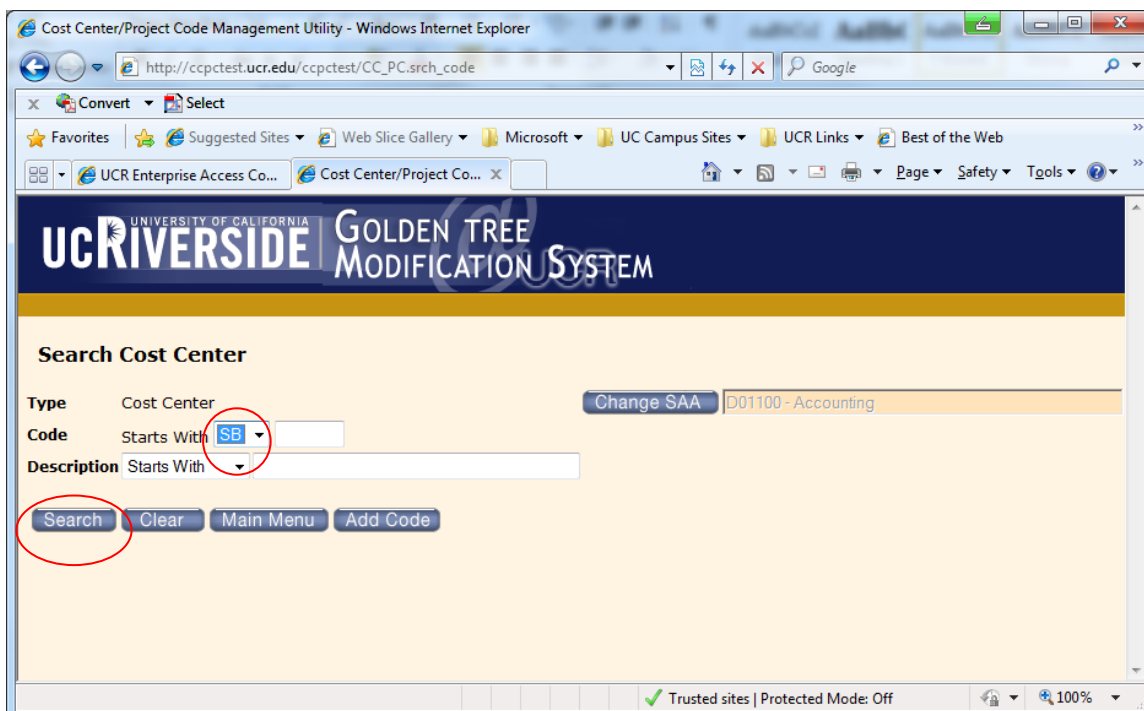 Cost Center/Project Code Management Utility - Windows Internet Explorer
http://ccpctest.ucr.edu/ccpctest/CC_PC.srch_code
Google
x Convert Select
Favorites Suggested Sites Web Slice Gallery Microsoft UC Campus Sites UCR Links Best of the Web »
UCR Enterprise Access Co... Cost Center/Project Co... x Page Safety Tools »
UNIVERSITY OF CALIFORNIA
UCRIVERSIDE
GOLDEN TREE
MODIFICATION SYSTEM
@UCR
Search Cost Center
Type Cost Center Change SAA D01100 - Accounting
Code Starts With SB
Description Starts With
Search Clear Main Menu Add Code
Trusted sites | Protected Mode: Off 100%